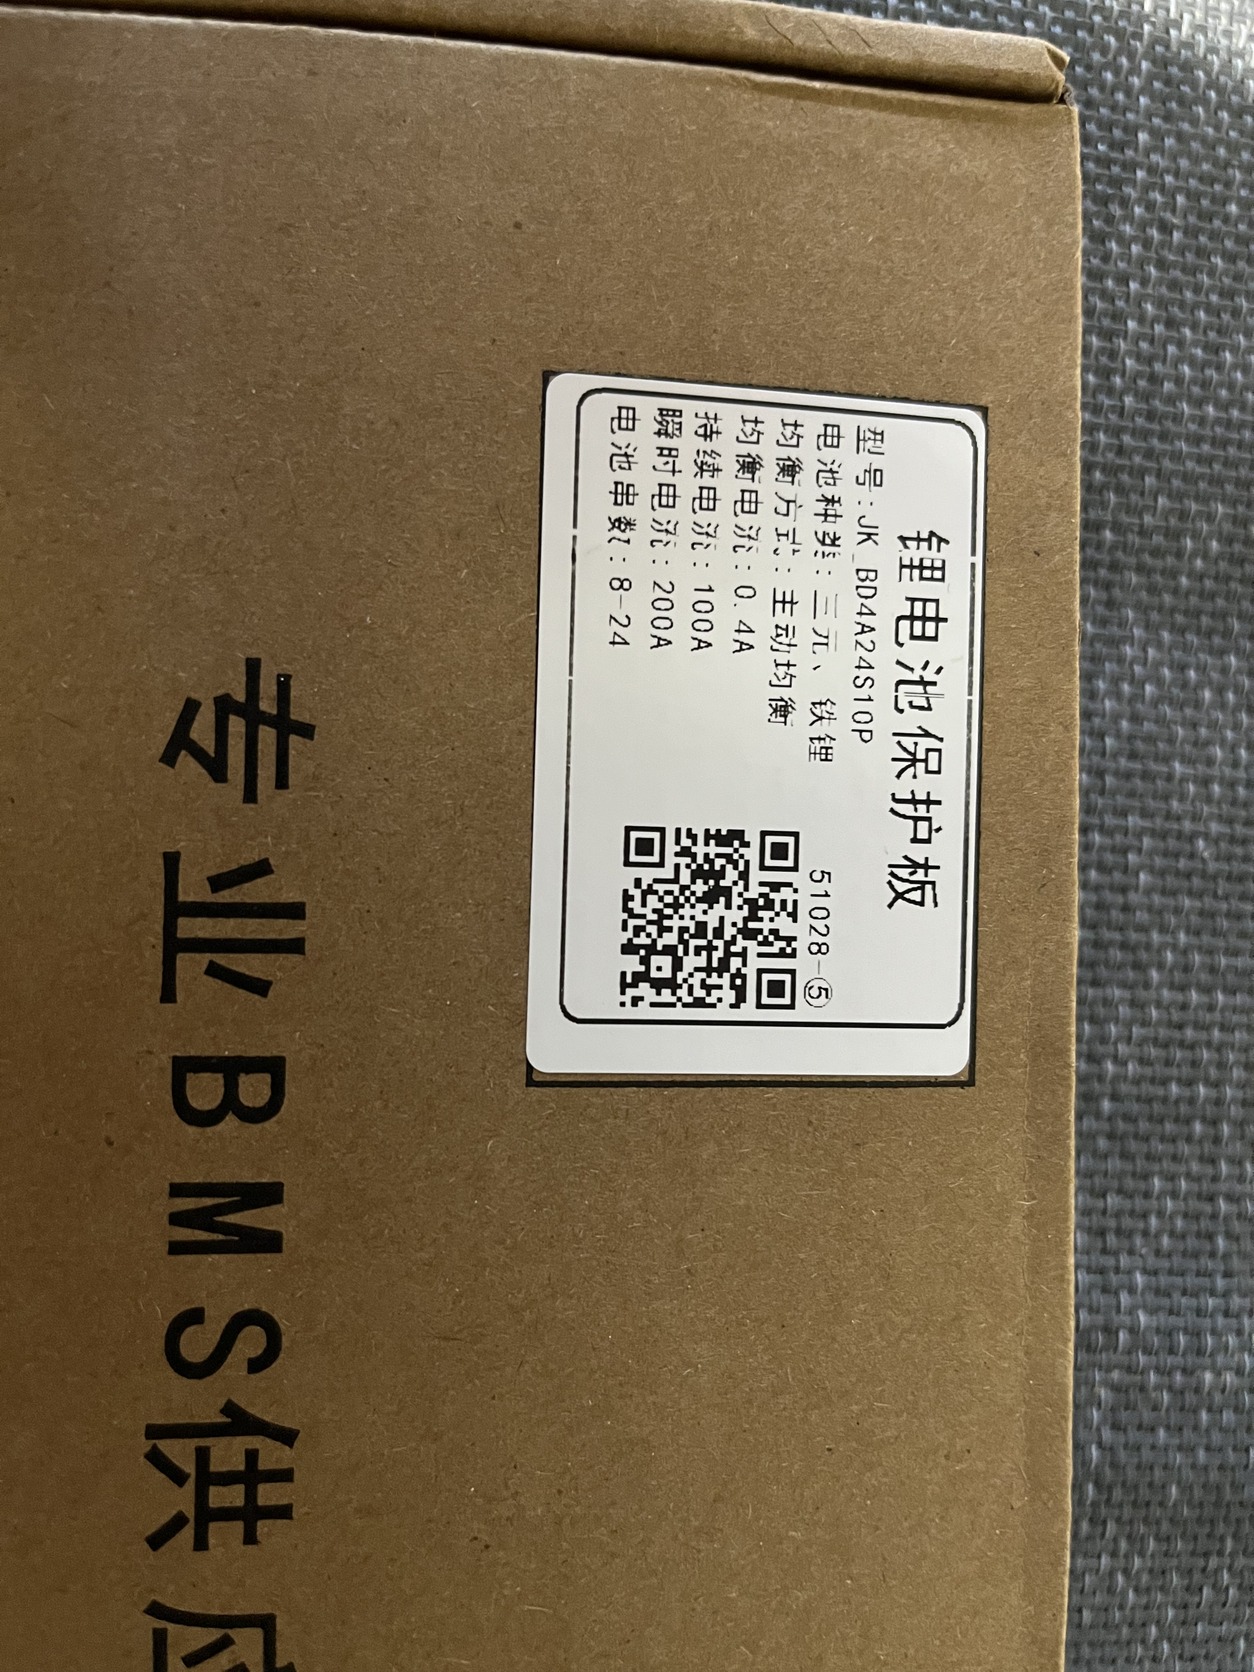 锂电池保护板
型号:JK_BD4A24S10P
电池种类: 三元、铁锂
均衡方式: 主动均衡
均衡电流: 0.4A
持续电流: 100A
瞬时电流: 200A
电池串数: 8-24
51028-⑤
专业BMS供应